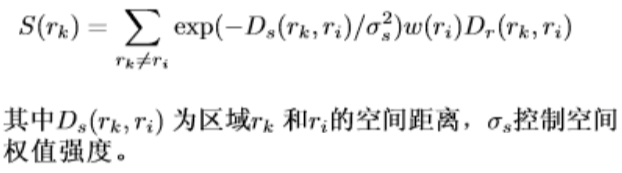 S(r_k) = \sum_{r_k \neq r_i} \exp(-D_s(r_k, r_i)/\sigma_s^2) w(r_i) D_r(r_k, r_i)
其中D_s(r_k, r_i) 为区域r_k 和r_i的空间距离，σ_s控制空间
权值强度。